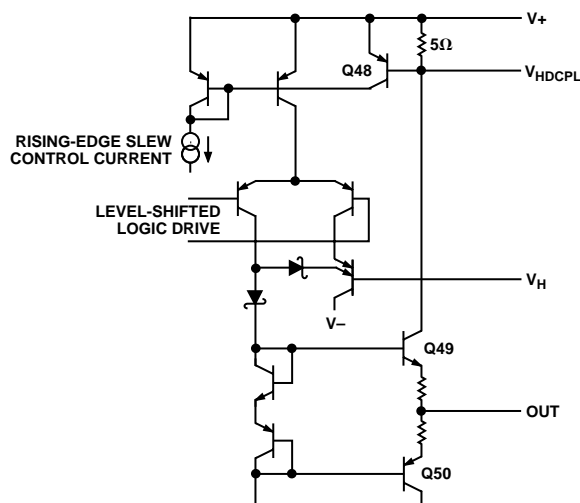 V+
5Ω
Q48
VHDCPL
RISING-EDGE SLEW
CONTROL CURRENT
LEVEL-SHIFTED
LOGIC DRIVE
VH
V–
Q49
OUT
Q50